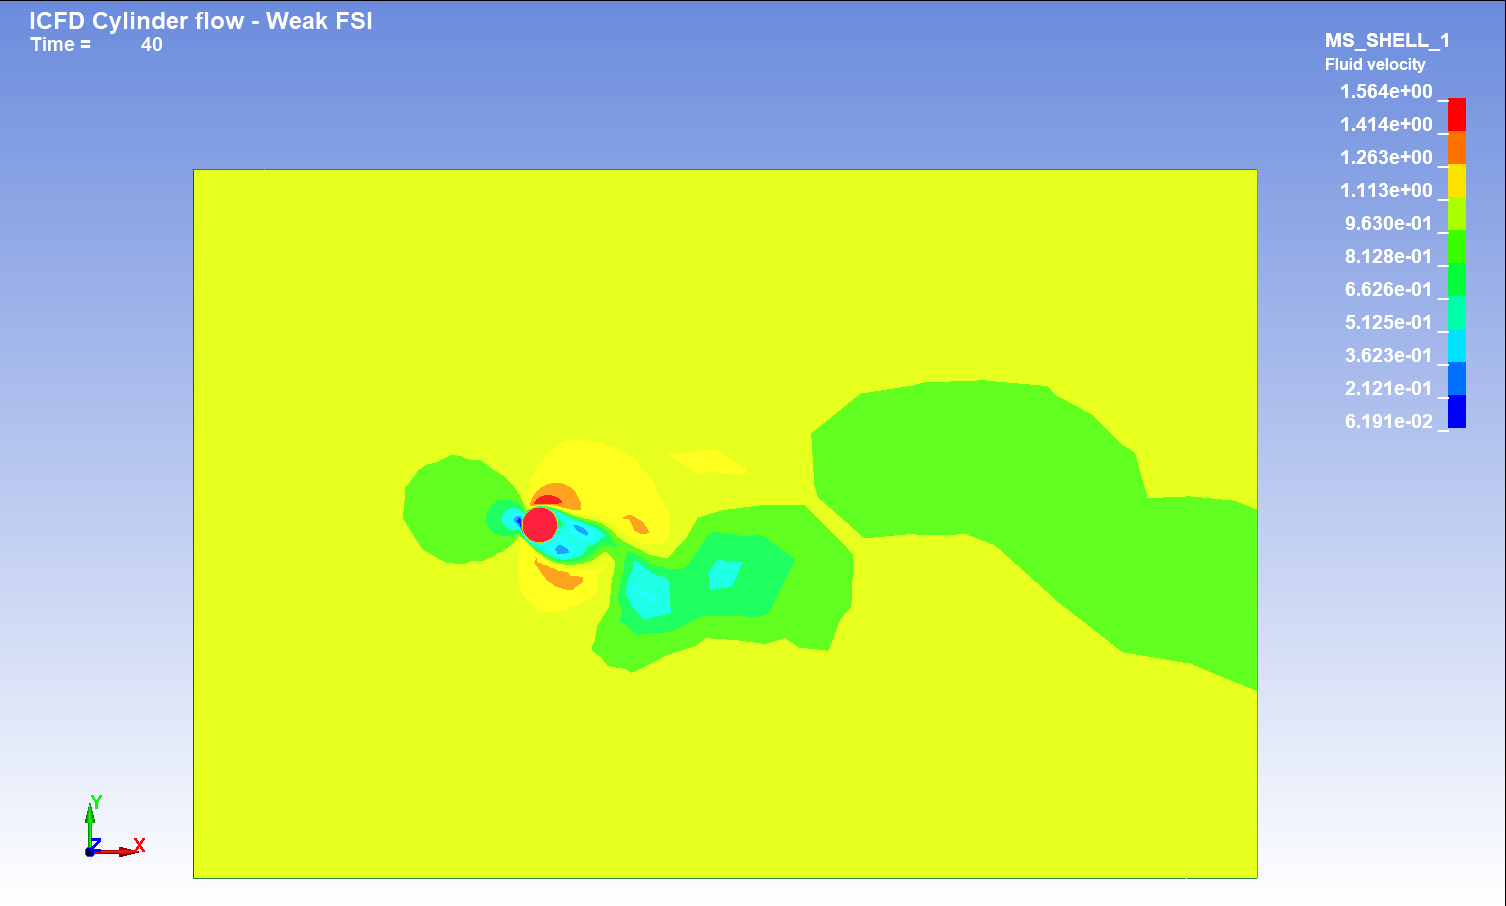 ICFD Cylinder flow - Weak FSI
Time = 40
MS_SHELL_1
Fluid velocity
1.564e+00
1.414e+00
1.263e+00
1.113e+00
9.630e-01
8.128e-01
6.626e-01
5.125e-01
3.623e-01
2.121e-01
6.191e-02
Y
Z
X